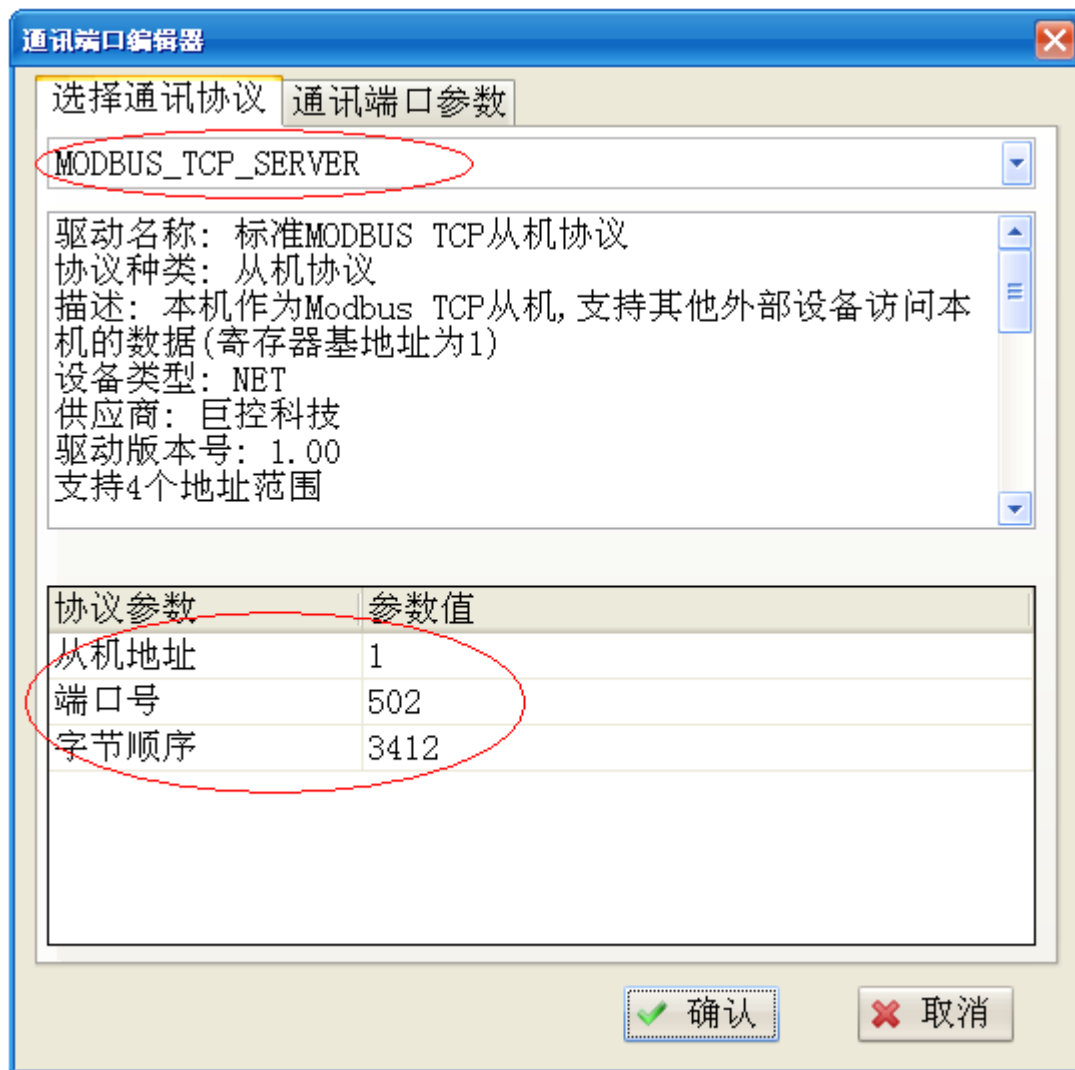 通讯端口编辑器
选择通讯协议 通讯端口参数
MODBUS_TCP_SERVER
驱动名称: 标准MODBUS TCP从机协议
协议种类: 从机协议
描述: 本机作为Modbus TCP从机,支持其他外部设备访问本
机的数据(寄存器基地址为1)
设备类型: NET
供应商: 巨控科技
驱动版本号: 1.00
支持4个地址范围
协议参数 参数值
从机地址 1
端口号 502
字节顺序 3412
确认 取消